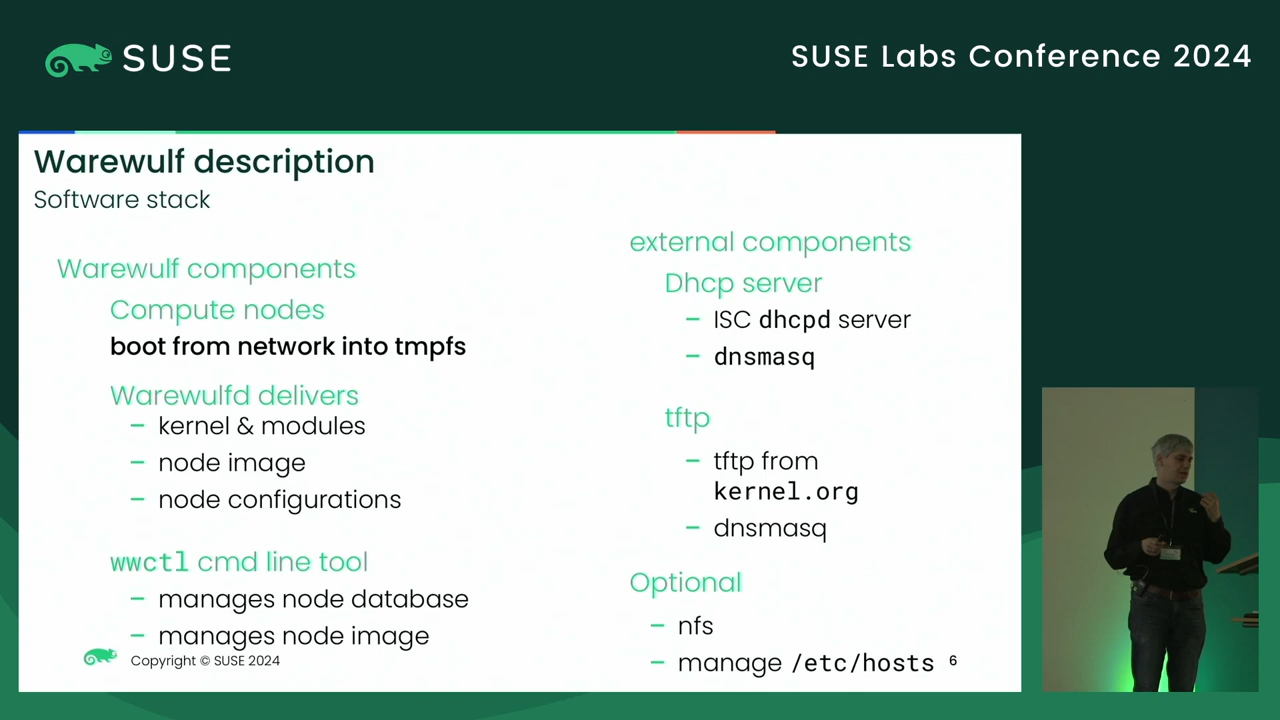 SUSE
SUSE Labs Conference 2024
Warewulf description
Software stack
Warewulf components
Compute nodes
boot from network into tmpfs
Warewulfd delivers
– kernel & modules
– node image
– node configurations
wwctl cmd line tool
– manages node database
– manages node image
external components
Dhcp server
– ISC dhcpd server
– dnsmasq
tftp
– tftp from
kernel.org
– dnsmasq
Optional
– nfs
– manage /etc/hosts
Copyright © SUSE 2024
6